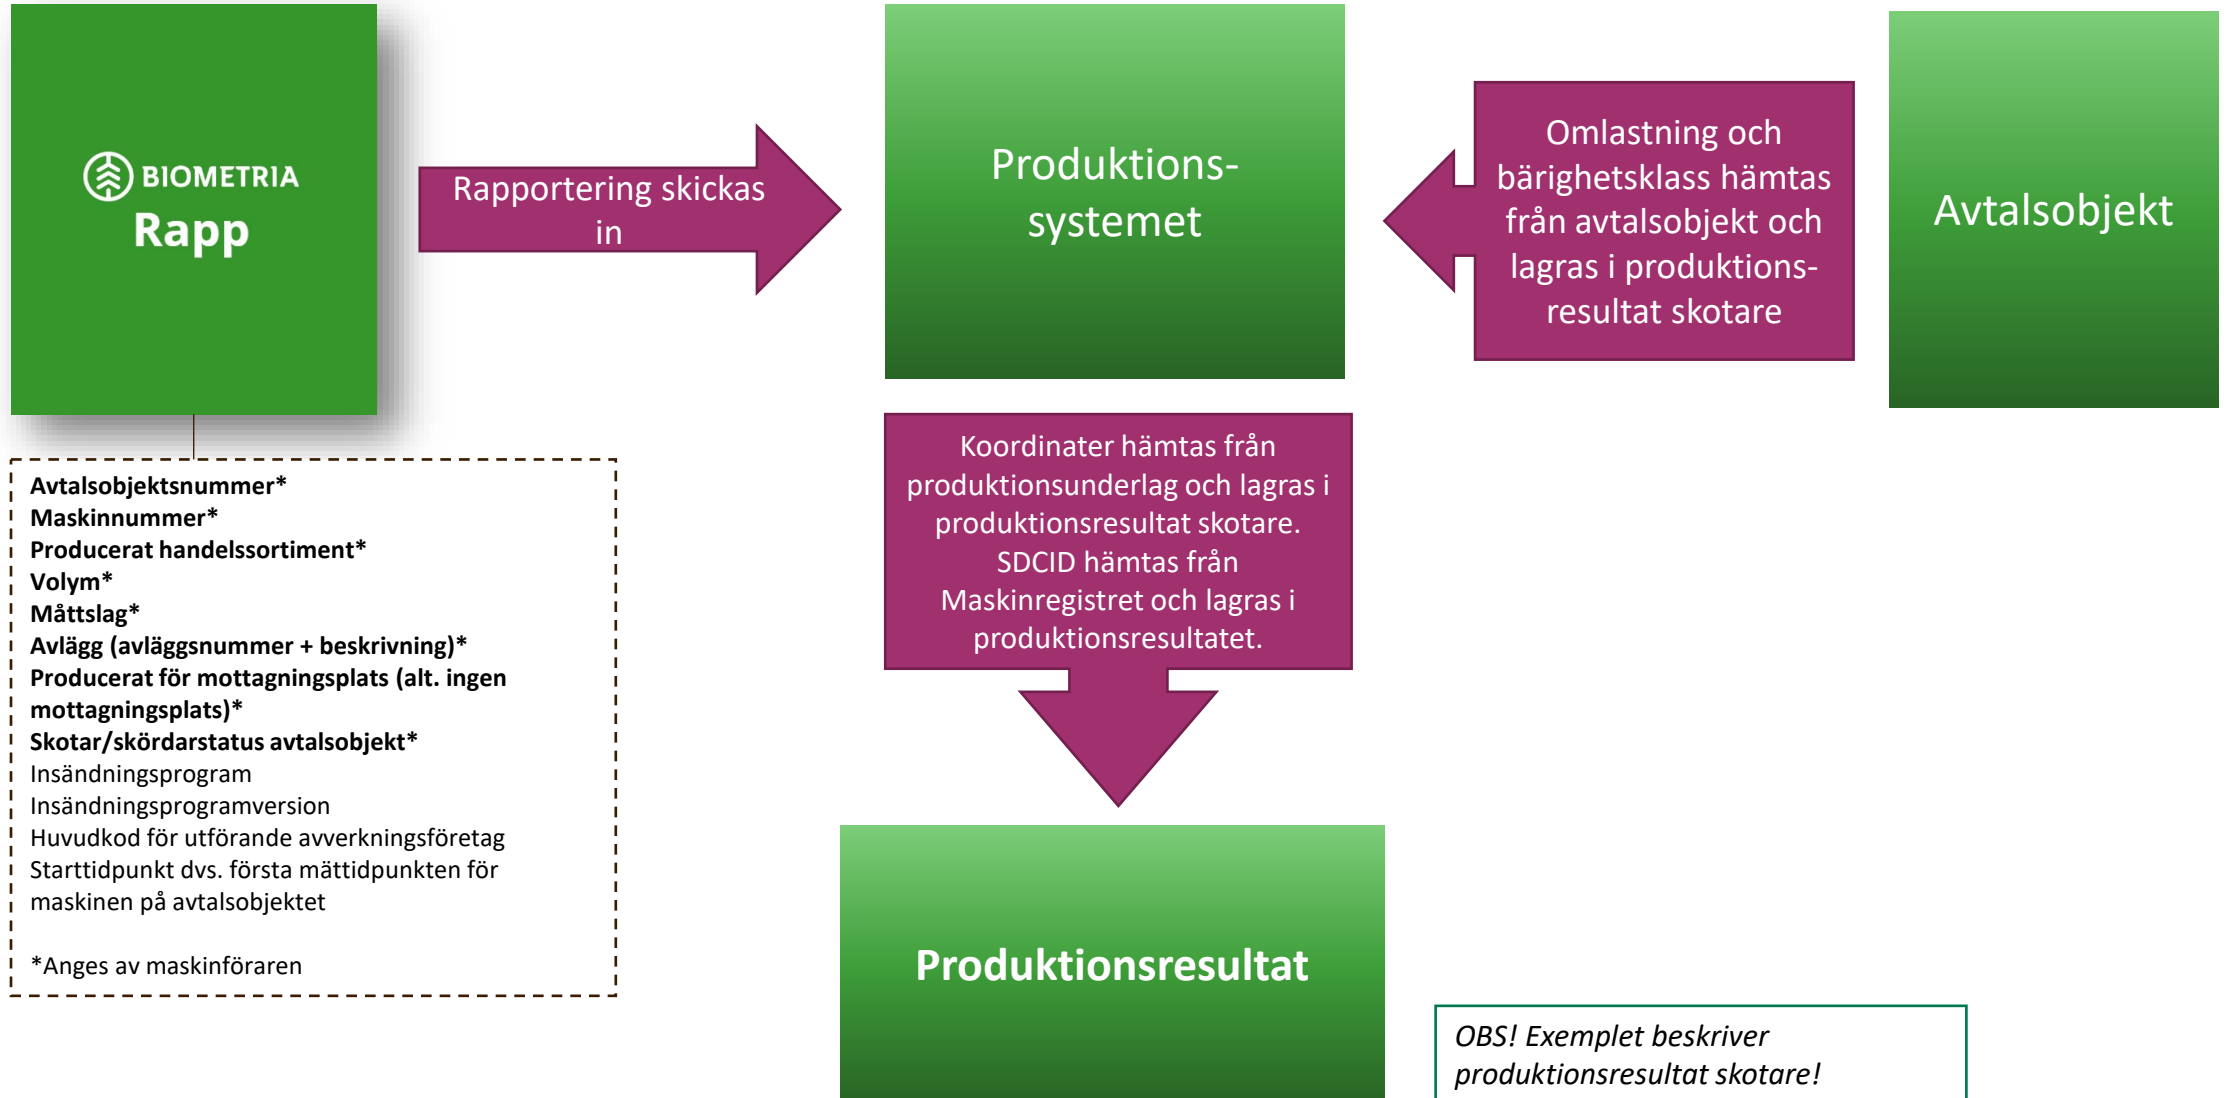 BIOMETRIA
Rapp
Rapportering skickas
in
Produktions-
systemet
Omlastning och
bärighetsklass hämtas
från avtalsobjekt och
lagras i produktions-
resultat skotare
Avtalsobjekt
Avtalsobjektsnummer*
Maskinnummer*
Producerat handelssortiment*
Volym*
Måttslag*
Avlägg (avläggsnummer + beskrivning)*
Producerat för mottagningsplats (alt. ingen
mottagningsplats)*
Skotar/skördarstatus avtalsobjekt*
Insändningsprogram
Insändningsprogramversion
Huvudkod för utförande avverkningsföretag
Starttidpunkt dvs. första mättidpunkten för
maskinen på avtalsobjektet
*Anges av maskinföraren
Koordinater hämtas från
produktionsunderlag och lagras i
produktionsresultat skotare.
SDCID hämtas från
Maskinregistret och lagras i
produktionsresultatet.
Produktionsresultat
OBS! Exemplet beskriver
produktionsresultat skotare!